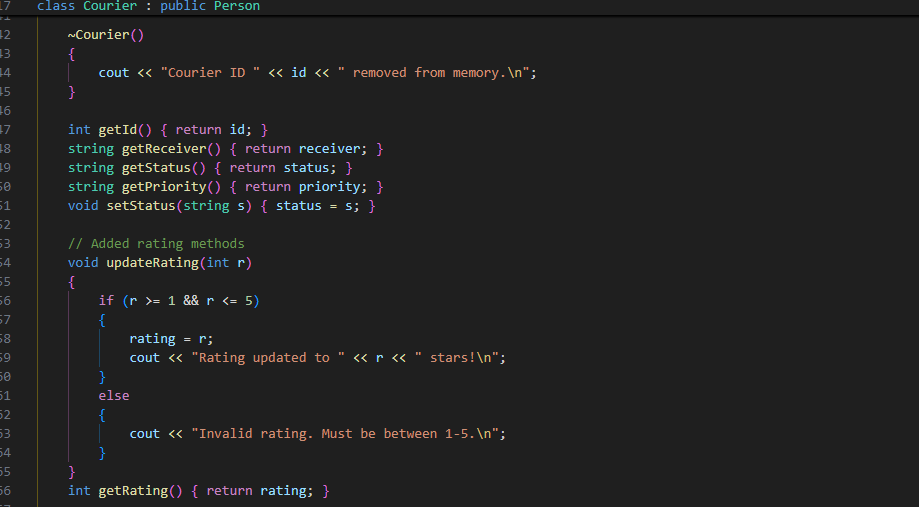 17 class Courier : public Person
~Courier()
{
cout << "Courier ID " << id << " removed from memory.\n";
}
int getId() { return id; }
string getReceiver() { return receiver; }
string getStatus() { return status; }
string getPriority() { return priority; }
void setStatus(string s) { status = s; }
// Added rating methods
void updateRating(int r)
{
if (r >= 1 && r <= 5)
{
rating = r;
cout << "Rating updated to " << r << " stars!\n";
}
else
{
cout << "Invalid rating. Must be between 1-5.\n";
}
}
int getRating() { return rating; }